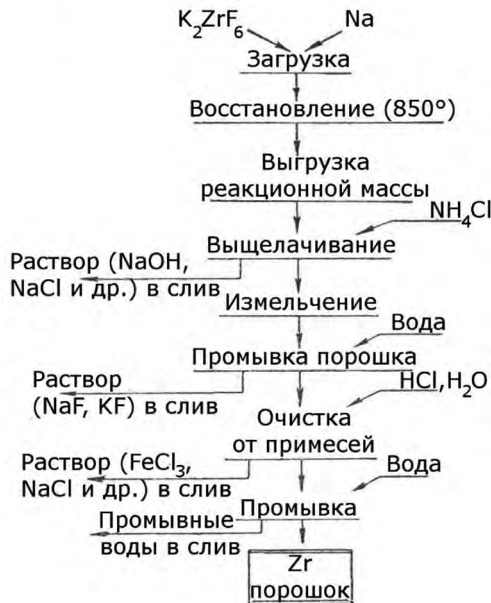 K2ZrF6 Na
Загрузка
Восстановление (850°)
Выгрузка
реакционной массы
NH4Cl
Выщелачивание
Раствор (NaOH,
NaCl и др.) в слив
Измельчение
Вода
Промывка порошка
Раствор
(NaF, KF) в слив
HCl,H2O
Очистка
от примесей
Раствор (FeCl3,
NaCl и др.) в слив
Вода
Промывка
Промывные
воды в слив
Zr
порошок